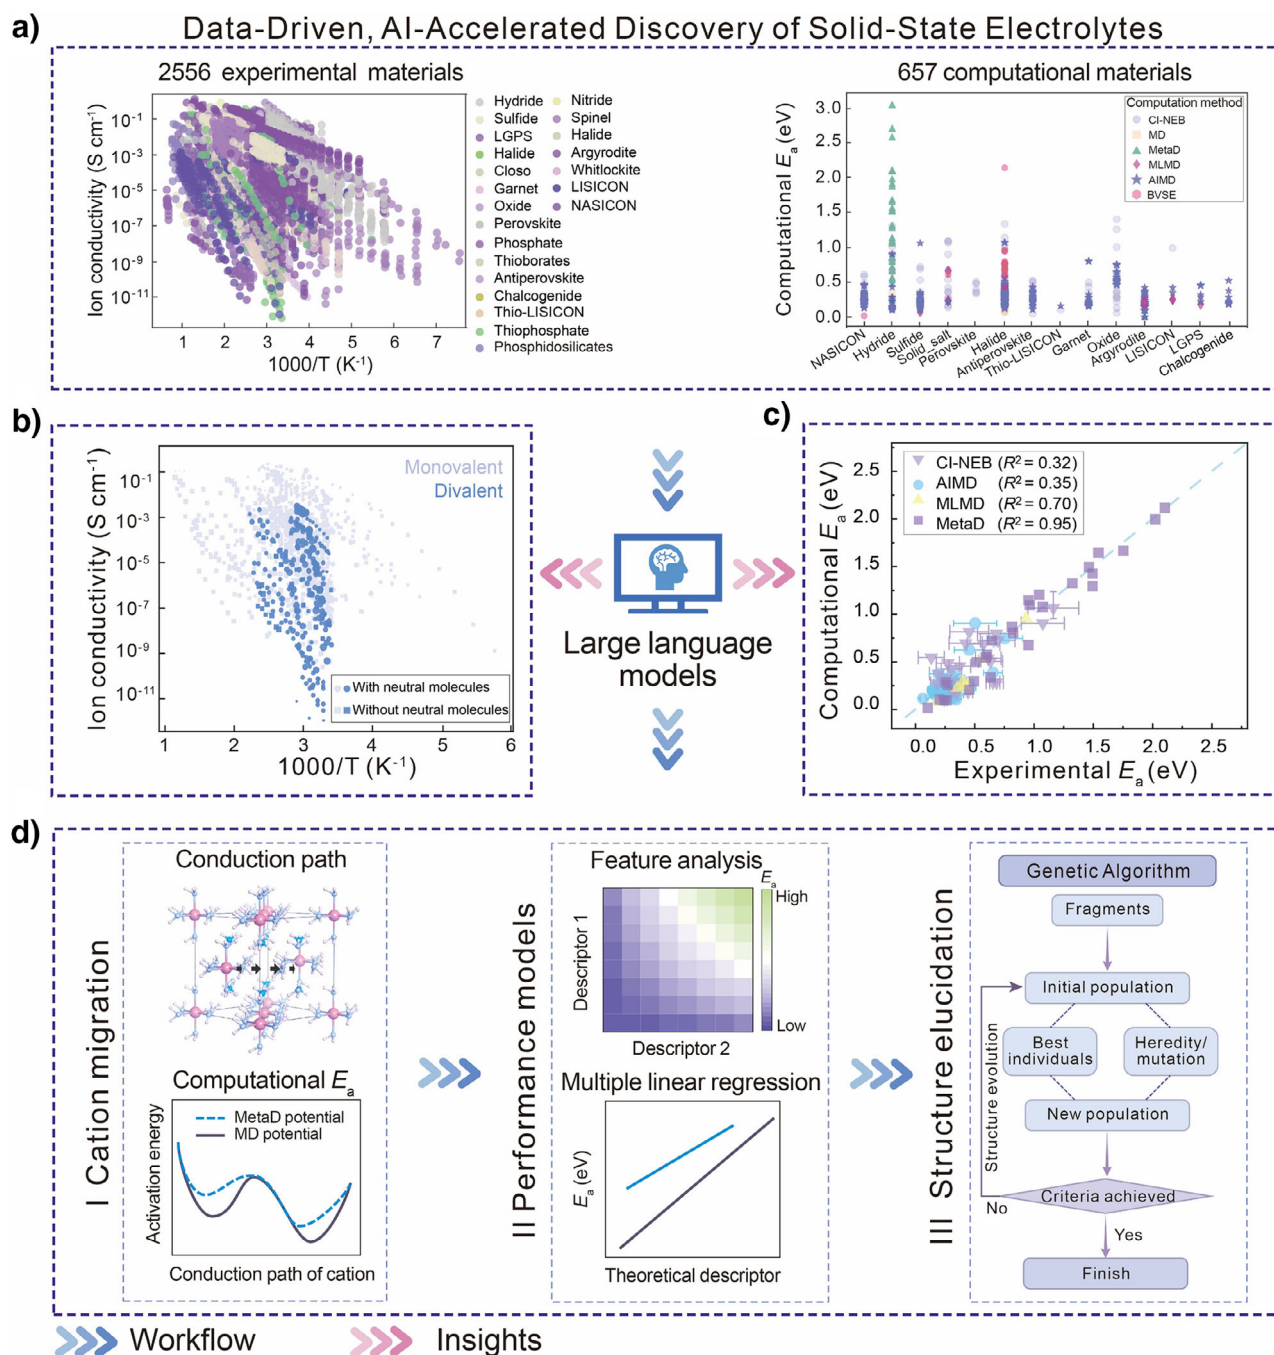 a)
Data-Driven, AI-Accelerated Discovery of Solid-State Electrolytes
2556 experimental materials
Ion conductivity (S cm⁻¹)
10⁻¹
10⁻³
10⁻⁵
10⁻⁷
10⁻⁹
10⁻¹¹
1 2 3 4 5 6 7
1000/T (K⁻¹)
Hydride
Sulfide
LGPS
Halide
Closo
Garnet
Oxide
Perovskite
Phosphate
Thioborates
Antiperovskite
Chalcogenide
Thio-LISICON
Thiophosphate
Phosphidosilicates
Nitride
Spinel
Halide
Argyrodite
Whitlockite
LISICON
NASICON
657 computational materials
Computational Eₐ (eV)
3.0
2.5
2.0
1.5
1.0
0.5
0.0
Computation method
CI-NEB
MD
MetaD
MLMD
AIMD
BVSE
NASICON
Hydride
Sulfide
Solid_salt
Perovskite
Halide
Antiperovskite
Thio-LISICON
Garnet
Oxide
Argyrodite
LISICON
LGPS
Chalcogenide
b)
Ion conductivity (S cm⁻¹)
10⁻¹
10⁻³
10⁻⁵
10⁻⁷
10⁻⁹
10⁻¹¹
Monovalent
Divalent
With neutral molecules
Without neutral molecules
1 2 3 4 5 6
1000/T (K⁻¹)
Large language
models
c)
Computational Eₐ (eV)
2.5
2.0
1.5
1.0
0.5
0.0
CI-NEB (R² = 0.32)
AIMD (R² = 0.35)
MLMD (R² = 0.70)
MetaD (R² = 0.95)
0.0 0.5 1.0 1.5 2.0 2.5
Experimental Eₐ (eV)
d)
I Cation migration
Conduction path
Computational Eₐ
Activation energy
MetaD potential
MD potential
Conduction path of cation
II Performance models
Feature analysis
Eₐ
High
Low
Descriptor 1
Descriptor 2
Multiple linear regression
Eₐ (eV)
Theoretical descriptor
III Structure elucidation
Genetic Algorithm
Fragments
Initial population
Best
individuals
Heredity/
mutation
New population
Structure evolution
Criteria achieved
No
Yes
Finish
Workflow
Insights